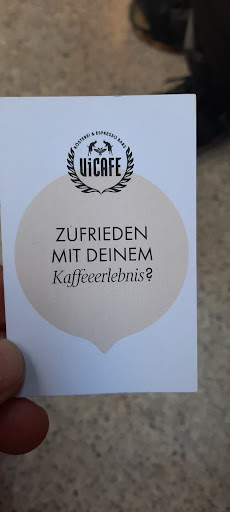 RÖSTEREI & ESPRESSO BARS
ViCAFE
ZUFRIEDEN
MIT DEINEM
Kaffeeerlebnis?